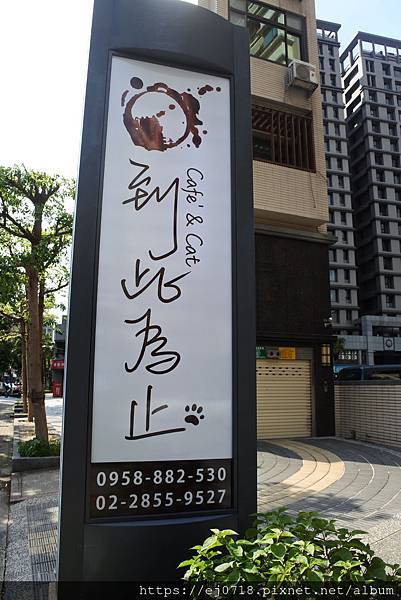 到此為止
Café & Cat
0958-882-530
02-2855-9527
https://ej0718.pixnet.net/album